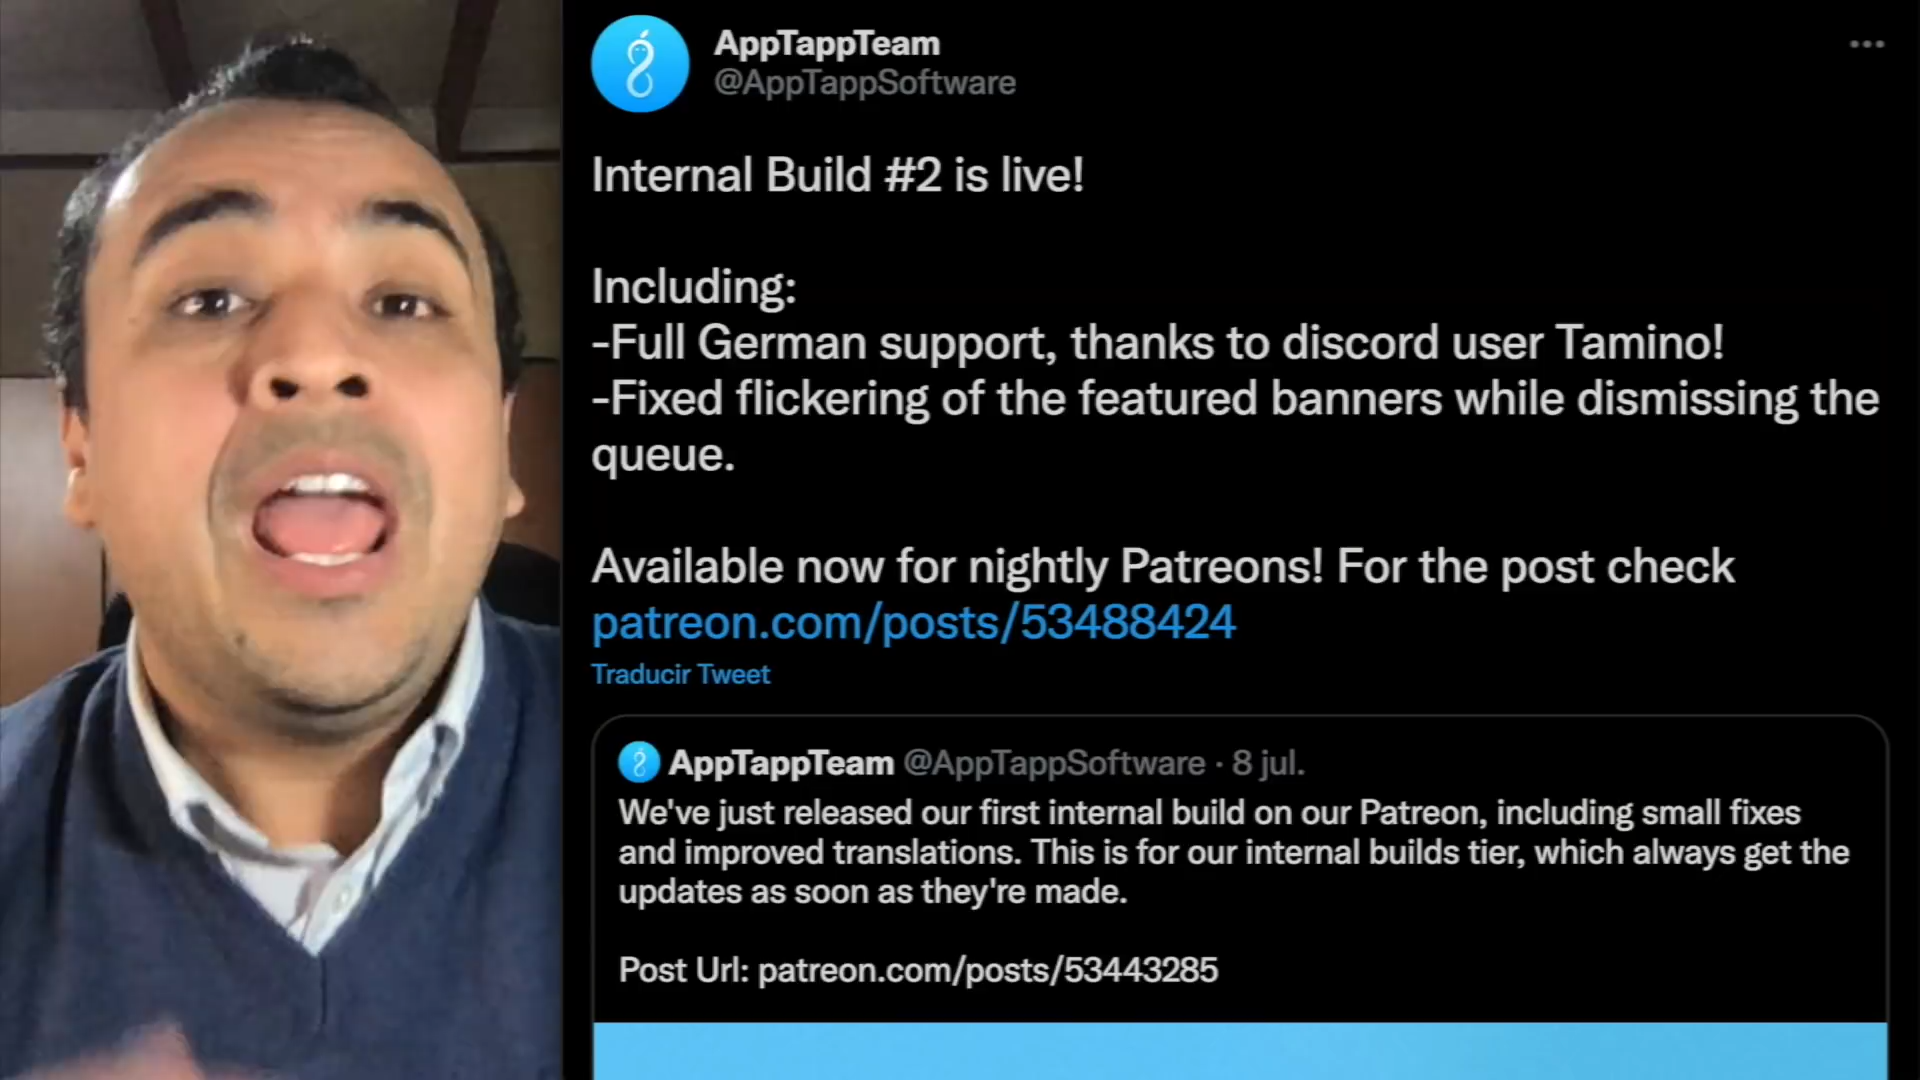 AppTappTeam
@AppTappSoftware
Internal Build #2 is live!
Including:
-Full German support, thanks to discord user Tamino!
-Fixed flickering of the featured banners while dismissing the
queue.
Available now for nightly Patreons! For the post check
patreon.com/posts/53488424
Traducir Tweet
AppTappTeam @AppTappSoftware · 8 jul.
We've just released our first internal build on our Patreon, including small fixes
and improved translations. This is for our internal builds tier, which always get the
updates as soon as they're made.
Post Url: patreon.com/posts/53443285